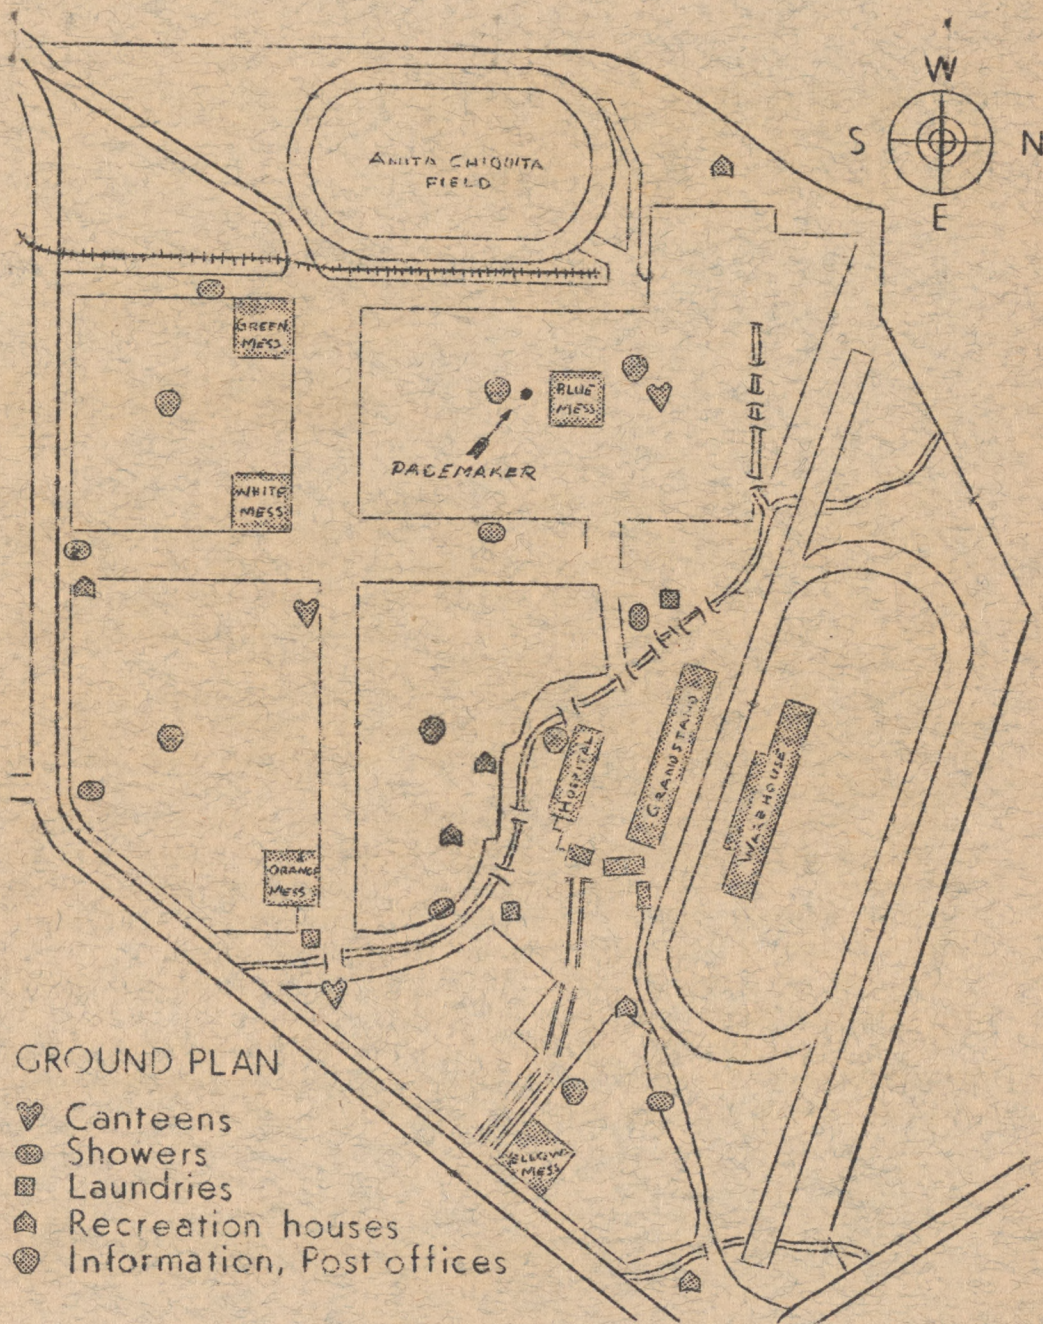 W
S
N
E
ANITA CHIQUITA
FIELD
GREEN
MESS
BLUE
MESS
PACEMAKER
WHITE
MESS
HOSPITAL
GRANDSTAND
WAREHOUSE
ORANGE
MESS
YELLOW
MESS
GROUND PLAN
Canteens
Showers
Laundries
Recreation houses
Information, Post offices